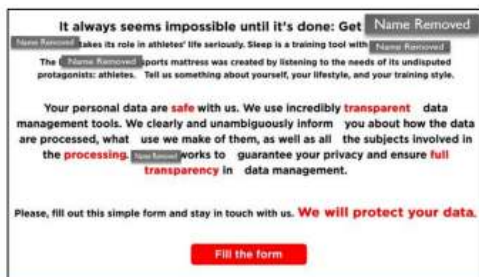 It always seems impossible until it's done: Get Name Removed
Name Removed takes its role in athletes' life seriously. Sleep is a training tool with Name Removed
The Name Removed sports mattress was created by listening to the needs of its undisputed
protagonists: athletes. Tell us something about yourself, your lifestyle, and your training style.
Your personal data are safe with us. We use incredibly transparent data
management tools. We clearly and unambiguously inform you about how the data
are processed, what use we make of them, as well as all the subjects involved in
the processing. Name Removed works to guarantee your privacy and ensure full
transparency in data management.
Please, fill out this simple form and stay in touch with us. We will protect your data.
Fill the form